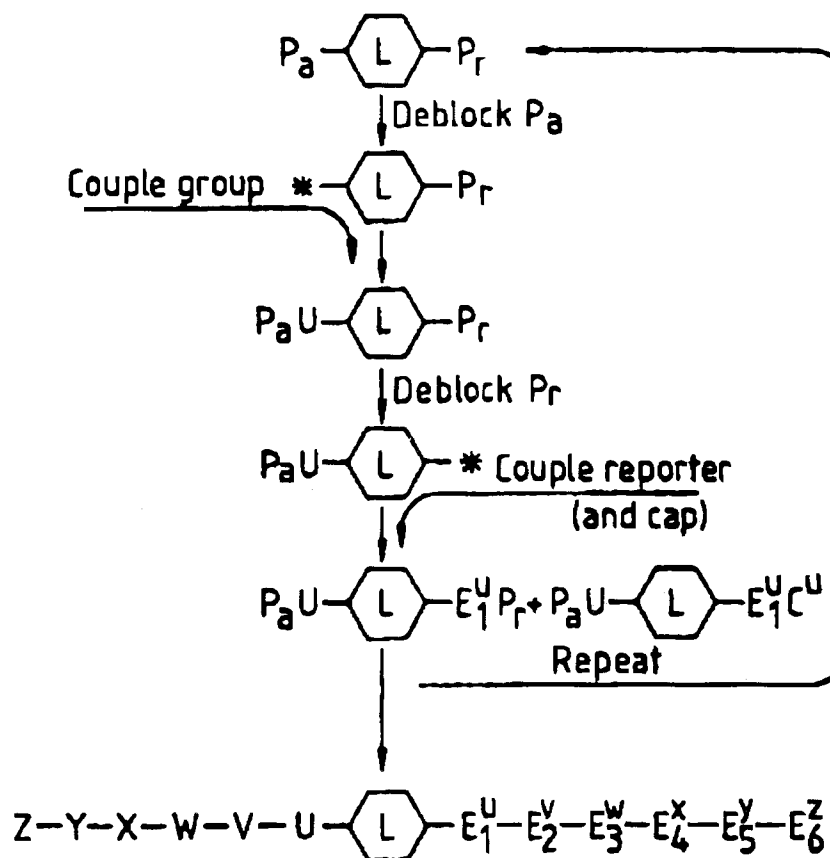 Pa L Pr
Deblock Pa
Couple group * L Pr
PaU L Pr
Deblock Pr
PaU L * Couple reporter
(and cap)
PaU L E₁ᵁPr + PaU L E₁ᵁCᵁ
Repeat
Z-Y-X-W-V-U L E₁ᵁ-E₂ⱽ-E₃ʷ-E₄ˣ-E₅ʸ-E₆ᶻ